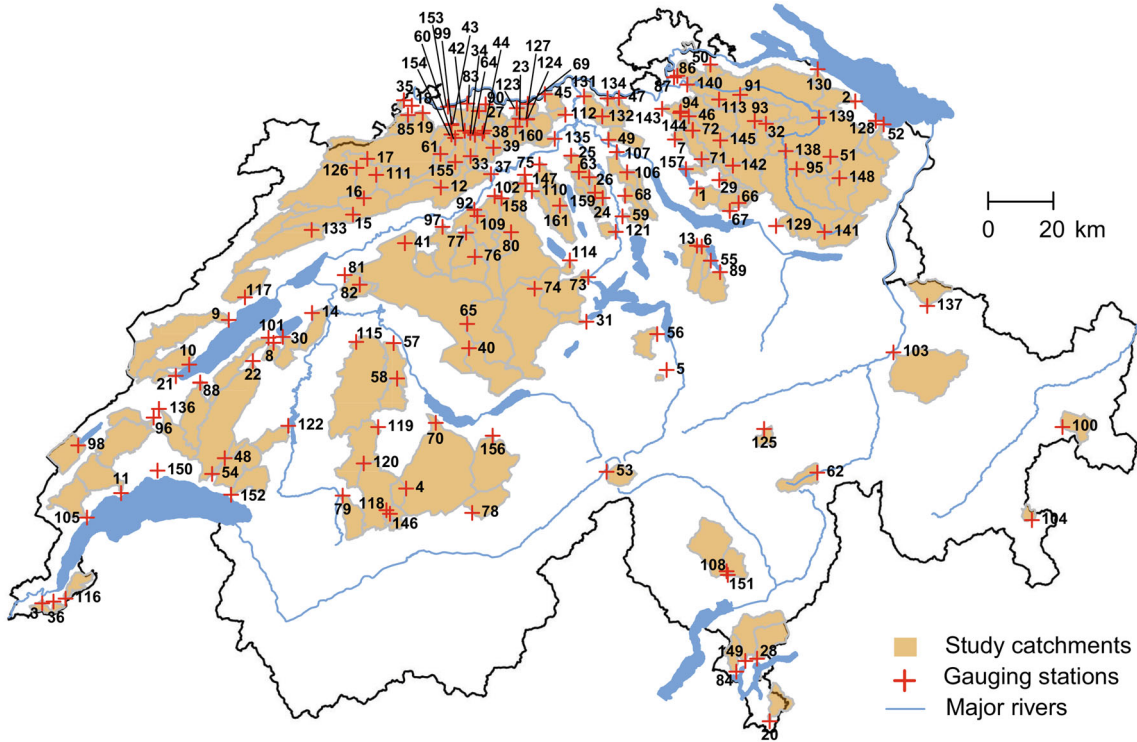 153 43
60 99 42 34 44 127
154 83 64 23 124 69
123
35 18 90 45 131 134 47
85 19 27 38 160 112 132 143
50
86
87 140 91 130 2
94 46 113 93 32 139 128 52
144 72 145 138 51
7 71 142 95 148
157 1 29 66
67 129 141
61 155 33 39 37 135 49
17 126 111 12 75 25 107
16 15 133 102 147 63 26 106
92 158 110 161 159 24 68
97 109 80 59
41 77 76 121
81 114 13 6
82 73 55 89
117 74 137
9 14 65 31 56
101 30 115 57 40 103
8 5
10 22 58
21 88
136 122 119 70 156 125 100
96
98 48 120 53 62
150 54
11 152 4
105 79 118 78 104
146
108 151
3 36 116
149 28
84
20
0 20 km
Study catchments
Gauging stations
Major rivers